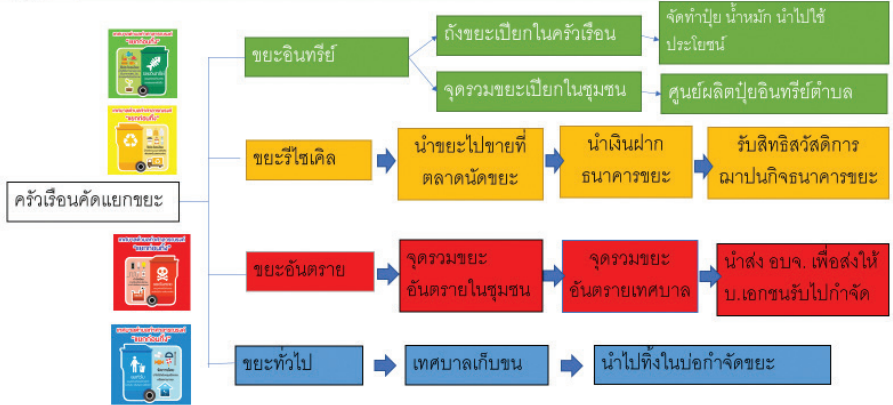 ขยะอินทรีย์
ถังขยะเปียกในครัวเรือน
จัดทำปุ๋ย น้ำหมัก นำไปใช้
ประโยชน์
จุดรวมขยะเปียกในชุมชน
ศูนย์ผลิตปุ๋ยอินทรีย์ตำบล
ขยะรีไซเคิล
นำขยะไปขายที่
ตลาดนัดขยะ
นำเงินฝาก
ธนาคารขยะ
รับสิทธิสวัสดิการ
ฌาปนกิจธนาคารขยะ
ครัวเรือนคัดแยกขยะ
ขยะอันตราย
จุดรวมขยะ
อันตรายในชุมชน
จุดรวมขยะ
อันตรายเทศบาล
นำส่ง อบจ. เพื่อส่งให้
บ.เอกชนรับไปกำจัด
ขยะทั่วไป
เทศบาลเก็บขน
นำไปทิ้งในบ่อกำจัดขยะ